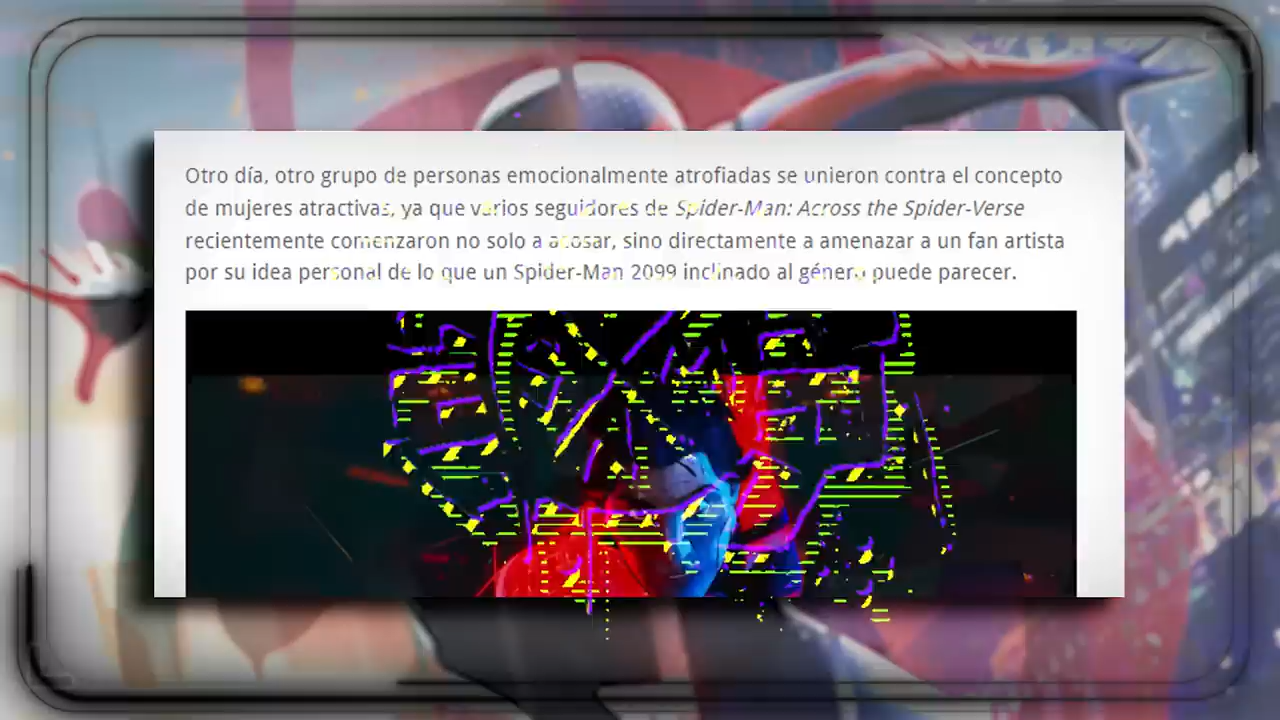 Otro día, otro grupo de personas emocionalmente atrofiadas se unieron contra el concepto
de mujeres atractivas, ya que varios seguidores de Spider-Man: Across the Spider-Verse
recientemente comenzaron no solo a acosar, sino directamente a amenazar a un fan artista
por su idea personal de lo que un Spider-Man 2099 inclinado al género puede parecer.